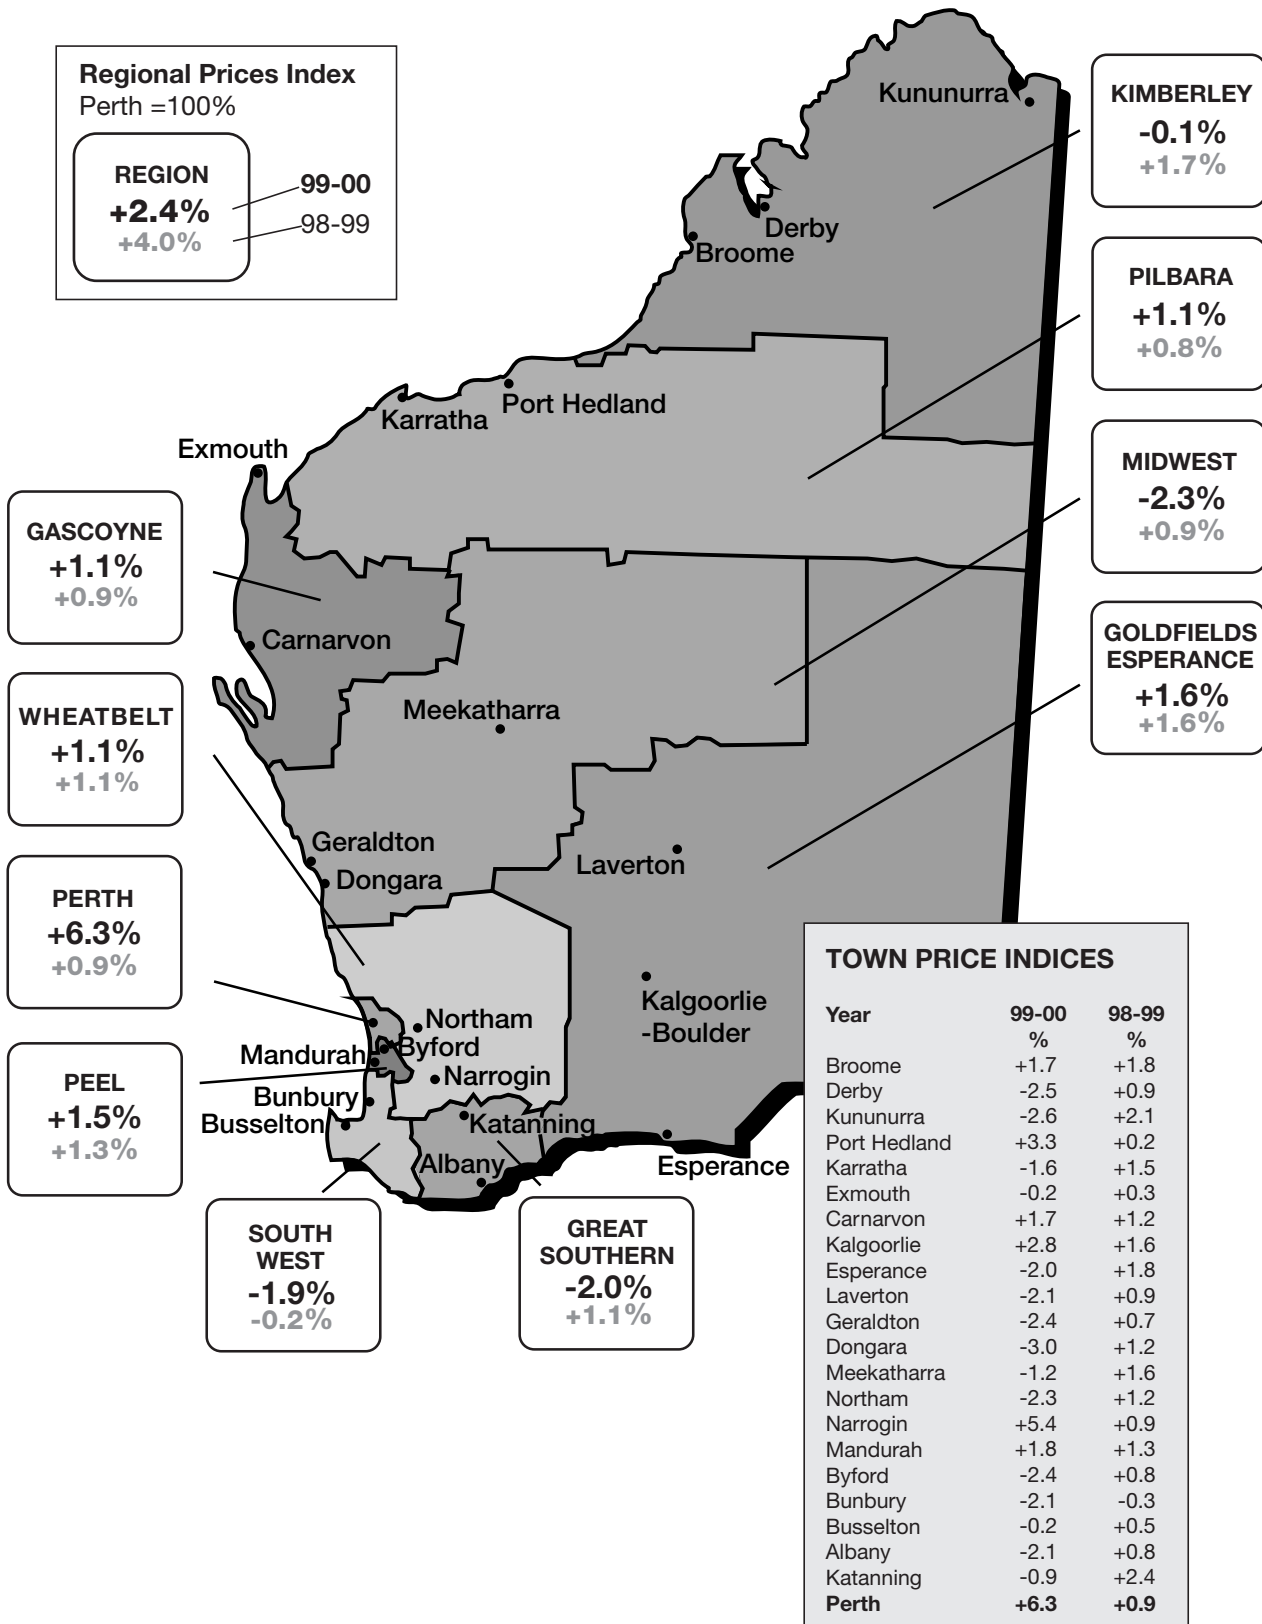 Regional Prices Index
Perth =100%
REGION
+2.4%
+4.0%
99-00
98-99
Kununurra
Derby
Broome
Port Hedland
Karratha
Exmouth
Carnarvon
Meekatharra
Geraldton
Dongara
Laverton
Kalgoorlie
-Boulder
Northam
Byford
Mandurah
Narrogin
Bunbury
Busselton
Katanning
Albany
Esperance
KIMBERLEY
-0.1%
+1.7%
PILBARA
+1.1%
+0.8%
MIDWEST
-2.3%
+0.9%
GOLDFIELDS
ESPERANCE
+1.6%
+1.6%
GASCOYNE
+1.1%
+0.9%
WHEATBELT
+1.1%
+1.1%
PERTH
+6.3%
+0.9%
PEEL
+1.5%
+1.3%
SOUTH
WEST
-1.9%
-0.2%
GREAT
SOUTHERN
-2.0%
+1.1%
TOWN PRICE INDICES
Year 99-00 98-99
% %
Broome +1.7 +1.8
Derby -2.5 +0.9
Kununurra -2.6 +2.1
Port Hedland +3.3 +0.2
Karratha -1.6 +1.5
Exmouth -0.2 +0.3
Carnarvon +1.7 +1.2
Kalgoorlie +2.8 +1.6
Esperance -2.0 +1.8
Laverton -2.1 +0.9
Geraldton -2.4 +0.7
Dongara -3.0 +1.2
Meekatharra -1.2 +1.6
Northam -2.3 +1.2
Narrogin +5.4 +0.9
Mandurah +1.8 +1.3
Byford -2.4 +0.8
Bunbury -2.1 -0.3
Busselton -0.2 +0.5
Albany -2.1 +0.8
Katanning -0.9 +2.4
Perth +6.3 +0.9